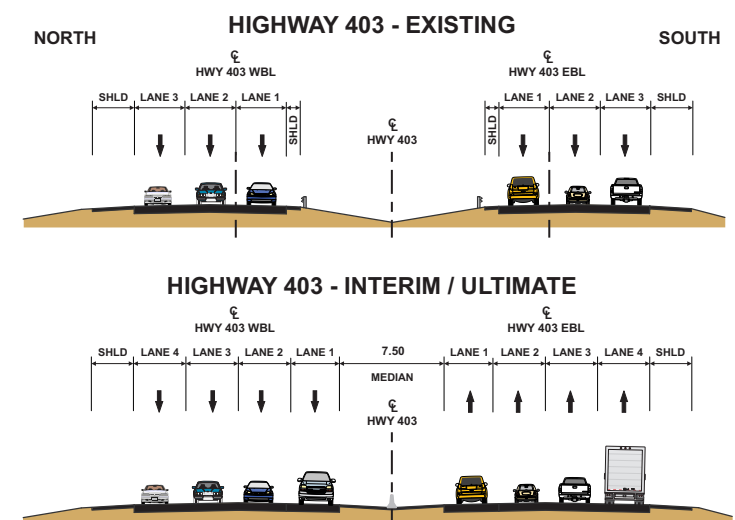 HIGHWAY 403 - EXISTING
NORTH
SOUTH
℄
HWY 403 WBL
℄
HWY 403 EBL
SHLD LANE 3 LANE 2 LANE 1 SHLD
℄
HWY 403
SHLD LANE 1 LANE 2 LANE 3 SHLD
HIGHWAY 403 - INTERIM / ULTIMATE
℄
HWY 403 WBL
℄
HWY 403 EBL
SHLD LANE 4 LANE 3 LANE 2 LANE 1 7.50 LANE 1 LANE 2 LANE 3 LANE 4 SHLD
MEDIAN
℄
HWY 403